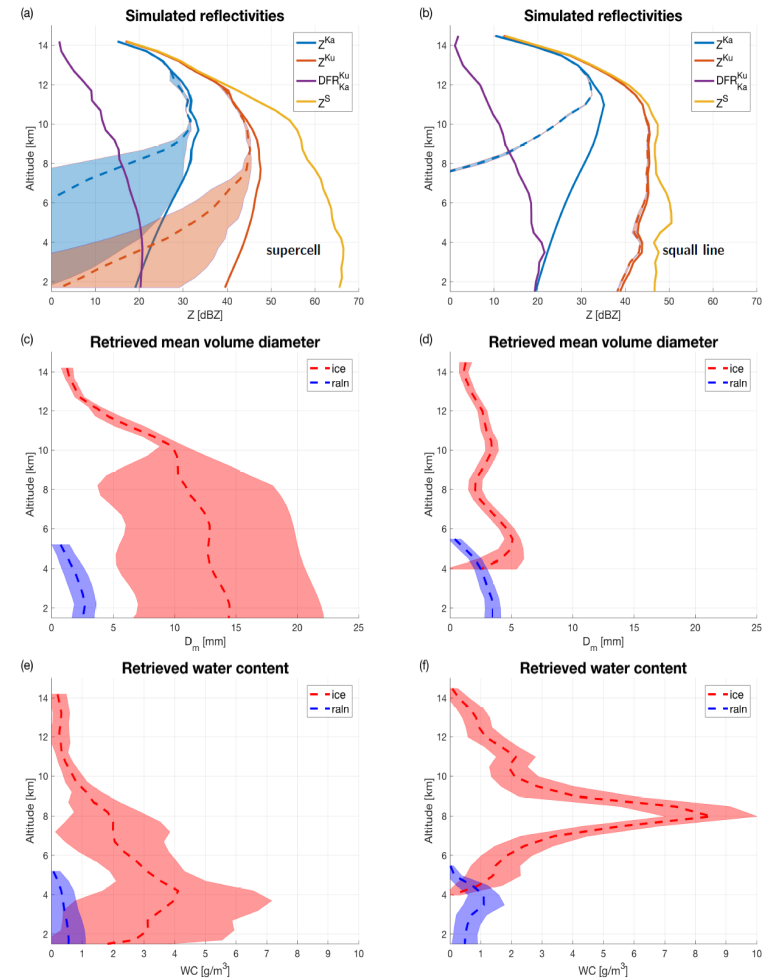 (a) Simulated reflectivities
14
12
10
8
6
4
2
0 10 20 30 40 50 60 70
Altitude [km]
Z [dBZ]
Z^Ka
Z^Ku
DFR^Ku_Ka
Z^S
supercell
(b) Simulated reflectivities
14
12
10
8
6
4
2
0 10 20 30 40 50 60 70
Altitude [km]
Z [dBZ]
Z^Ka
Z^Ku
DFR^Ku_Ka
Z^S
squall line
(c) Retrieved mean volume diameter
14
12
10
8
6
4
2
0 5 10 15 20 25
Altitude [km]
D_m [mm]
ice
rain
(d) Retrieved mean volume diameter
14
12
10
8
6
4
2
0 5 10 15 20 25
Altitude [km]
D_m [mm]
ice
rain
(e) Retrieved water content
14
12
10
8
6
4
2
0 1 2 3 4 5 6 7 8 9 10
Altitude [km]
WC [g/m^3]
ice
rain
(f) Retrieved water content
14
12
10
8
6
4
2
0 1 2 3 4 5 6 7 8 9 10
Altitude [km]
WC [g/m^3]
ice
rain